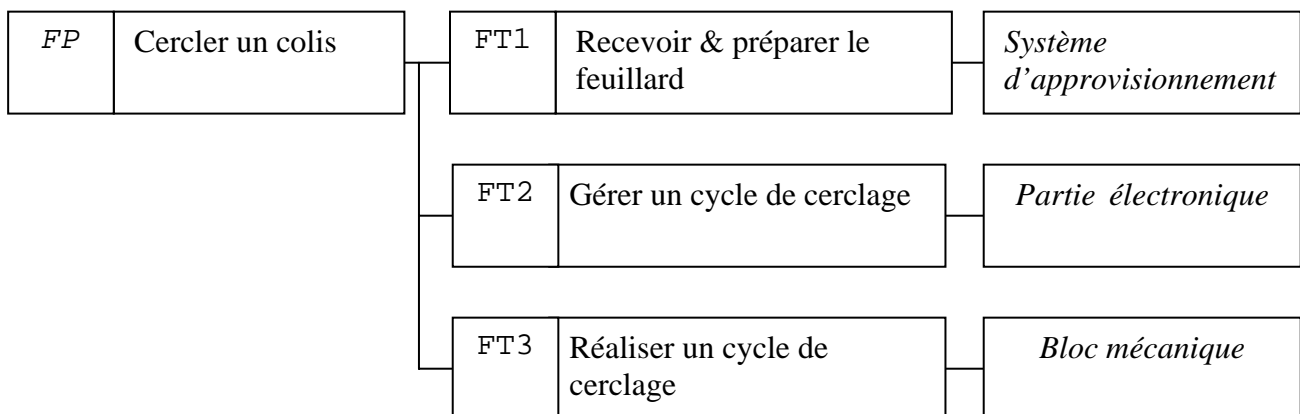 FP Cercler un colis FT1 Recevoir & préparer le feuillard Système d'approvisionnement
FT2 Gérer un cycle de cerclage Partie électronique
FT3 Réaliser un cycle de cerclage Bloc mécanique